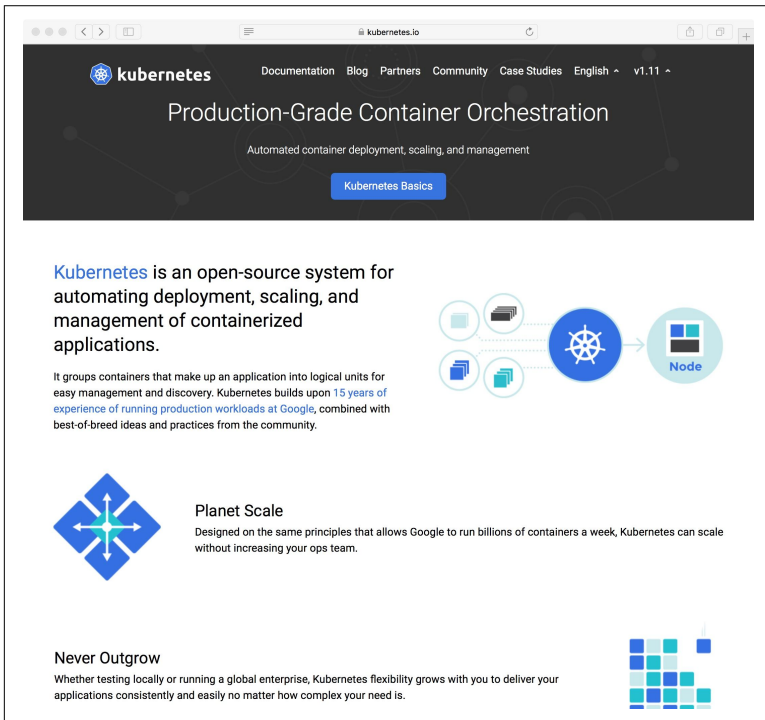 kubernetes.io
kubernetes
Documentation Blog Partners Community Case Studies English v1.11
Production-Grade Container Orchestration
Automated container deployment, scaling, and management
Kubernetes Basics
Kubernetes is an open-source system for
automating deployment, scaling, and
management of containerized
applications.
It groups containers that make up an application into logical units for
easy management and discovery. Kubernetes builds upon 15 years of
experience of running production workloads at Google, combined with
best-of-breed ideas and practices from the community.
Node
Planet Scale
Designed on the same principles that allows Google to run billions of containers a week, Kubernetes can scale
without increasing your ops team.
Never Outgrow
Whether testing locally or running a global enterprise, Kubernetes flexibility grows with you to deliver your
applications consistently and easily no matter how complex your need is.